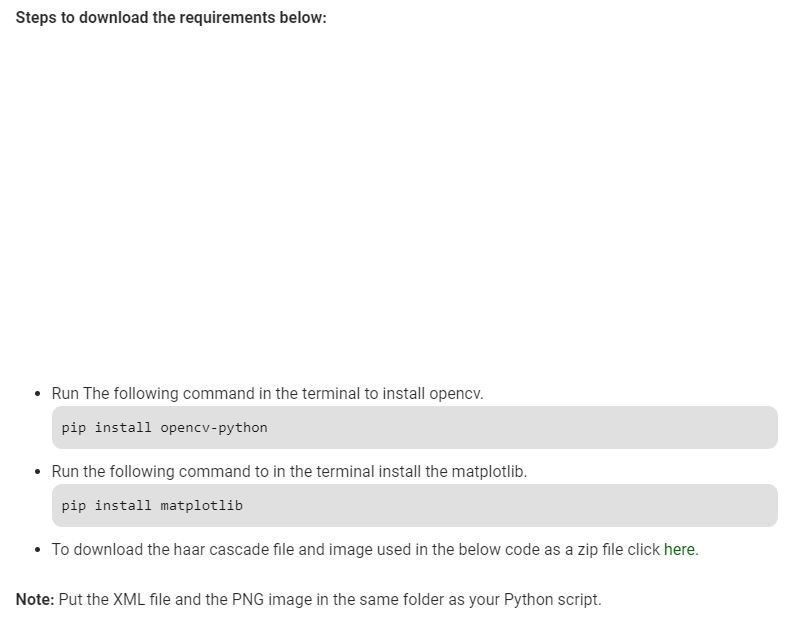 Steps to download the requirements below:
Run The following command in the terminal to install opencv.
pip install opencv-python
Run the following command to in the terminal install the matplotlib.
pip install matplotlib
To download the haar cascade file and image used in the below code as a zip file click here.
Note: Put the XML file and the PNG image in the same folder as your Python script.